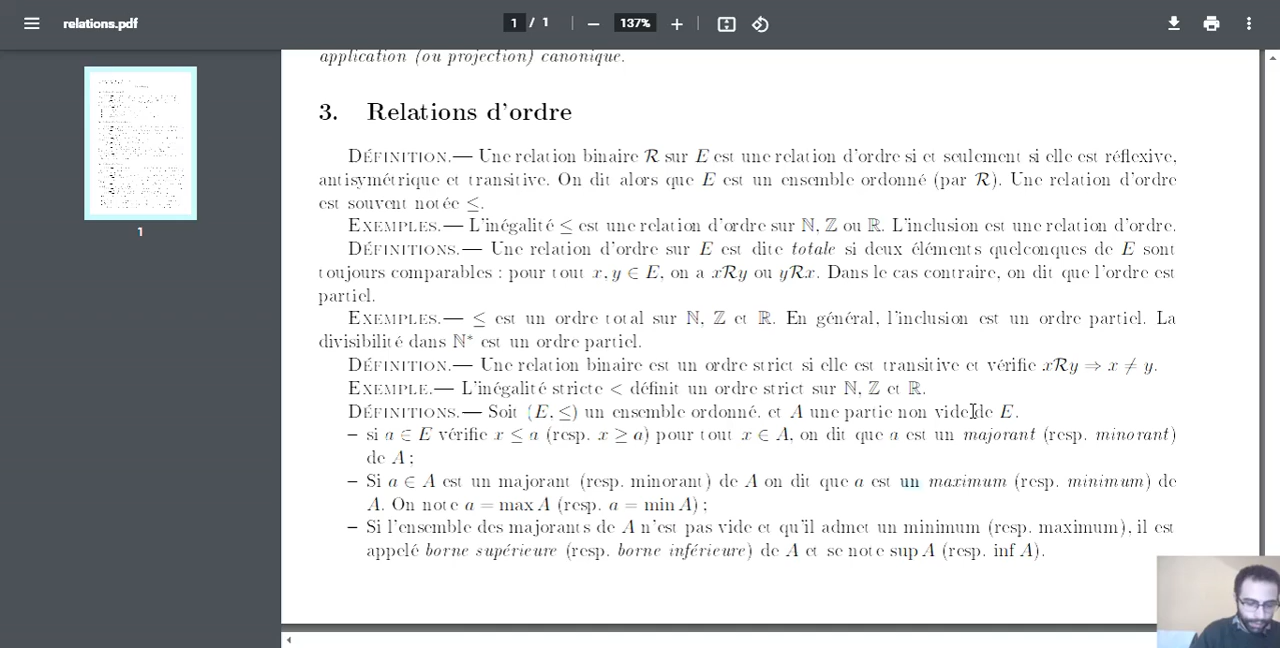 relations.pdf
1 / 1
137%
1
application (ou projection) canonique.
3. Relations d'ordre
DÉFINITION.— Une relation binaire ℛ sur E est une relation d'ordre si et seulement si elle est réflexive,
antisymétrique et transitive. On dit alors que E est un ensemble ordonné (par ℛ). Une relation d'ordre
est souvent notée ≤.
EXEMPLES.— L'inégalité ≤ est une relation d'ordre sur ℕ, ℤ ou ℝ. L'inclusion est une relation d'ordre.
DÉFINITIONS.— Une relation d'ordre sur E est dite totale si deux éléments quelconques de E sont
toujours comparables : pour tout x, y ∈ E, on a xℛy ou yℛx. Dans le cas contraire, on dit que l'ordre est
partiel.
EXEMPLES.— ≤ est un ordre total sur ℕ, ℤ et ℝ. En général, l'inclusion est un ordre partiel. La
divisibilité dans ℕ* est un ordre partiel.
DÉFINITION.— Une relation binaire est un ordre strict si elle est transitive et vérifie xℛy ⇒ x ≠ y.
EXEMPLE.— L'inégalité stricte < définit un ordre strict sur ℕ, ℤ et ℝ.
DÉFINITIONS.— Soit (E, ≤) un ensemble ordonné, et A une partie non vide de E.
– si a ∈ E vérifie x ≤ a (resp. x ≥ a) pour tout x ∈ A, on dit que a est un majorant (resp. minorant)
de A ;
– Si a ∈ A est un majorant (resp. minorant) de A on dit que a est un maximum (resp. minimum) de
A. On note a = max A (resp. a = min A) ;
– Si l'ensemble des majorants de A n'est pas vide et qu'il admet un minimum (resp. maximum), il est
appelé borne supérieure (resp. borne inférieure) de A et se note sup A (resp. inf A).